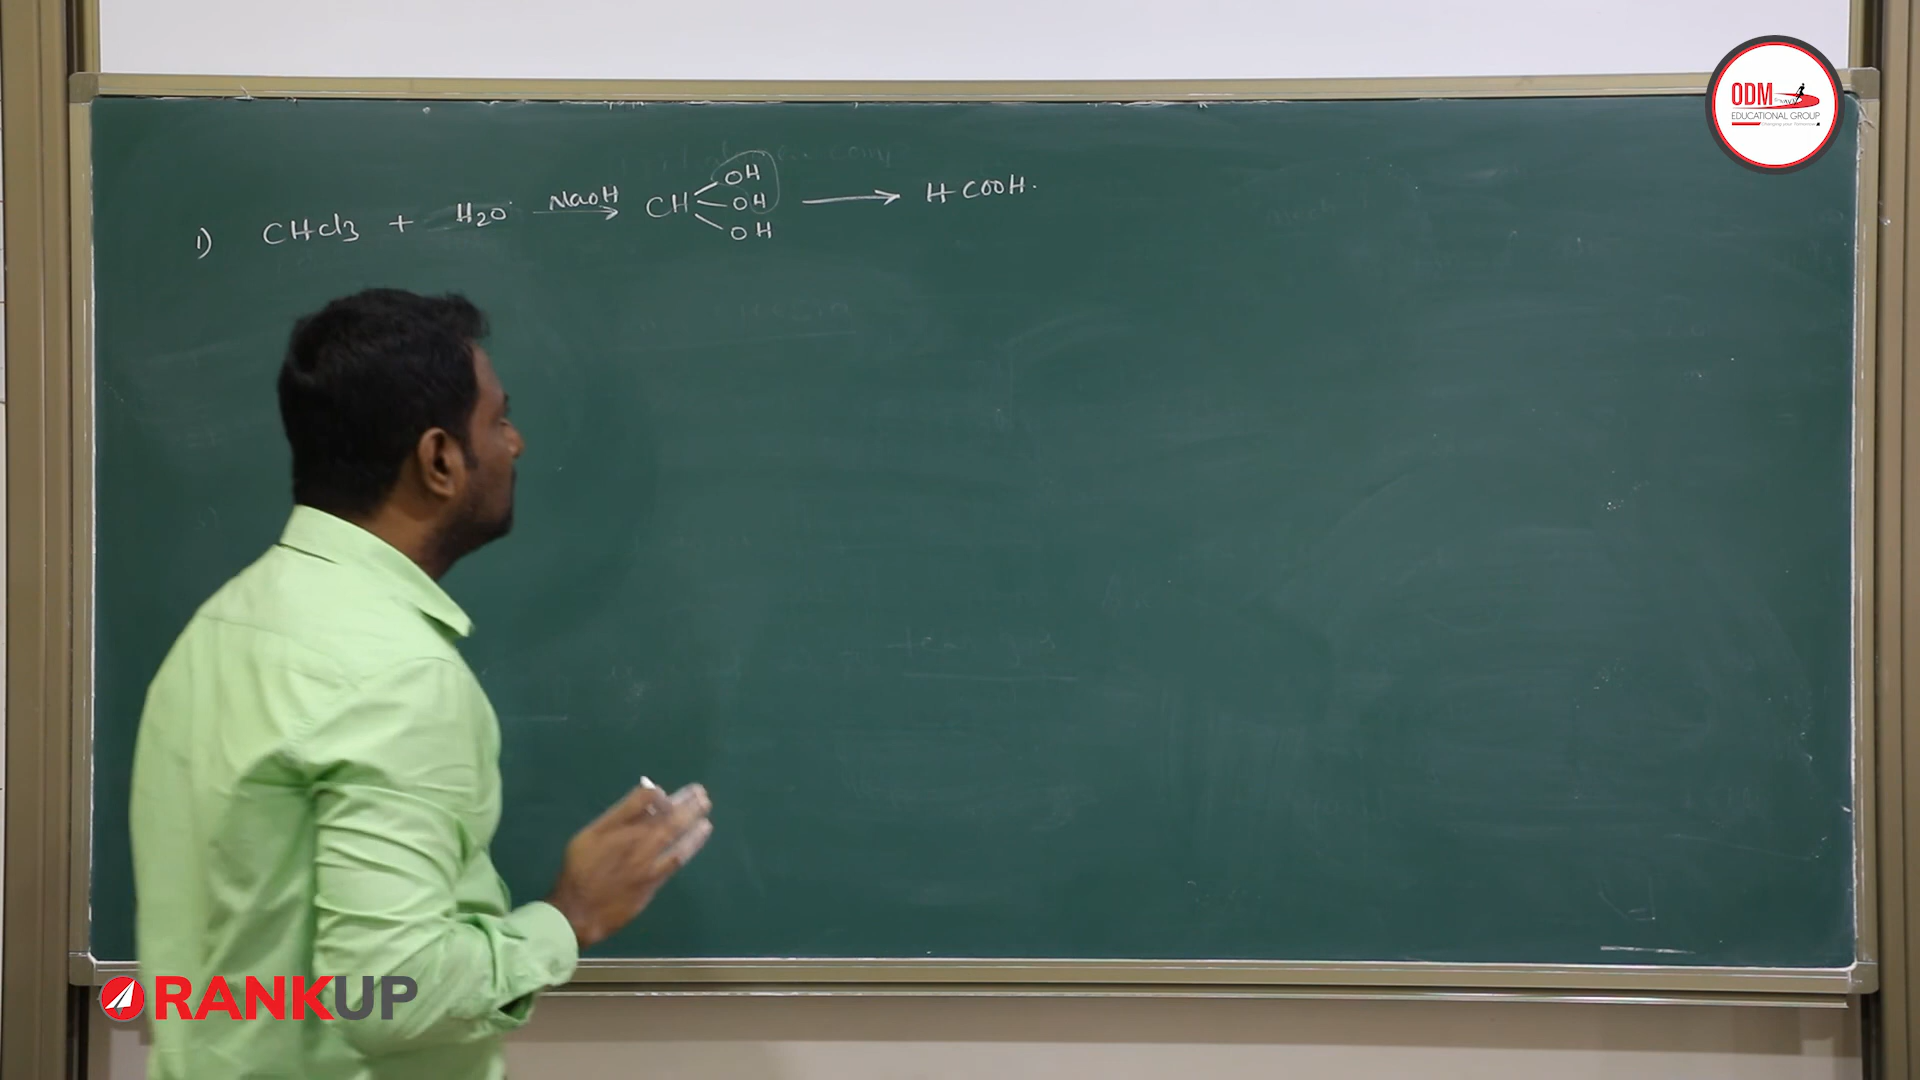 ODM
EDUCATIONAL GROUP
1) CHCl3 + H2O NaOH → CH OH OH OH → HCOOH.
RANKUP